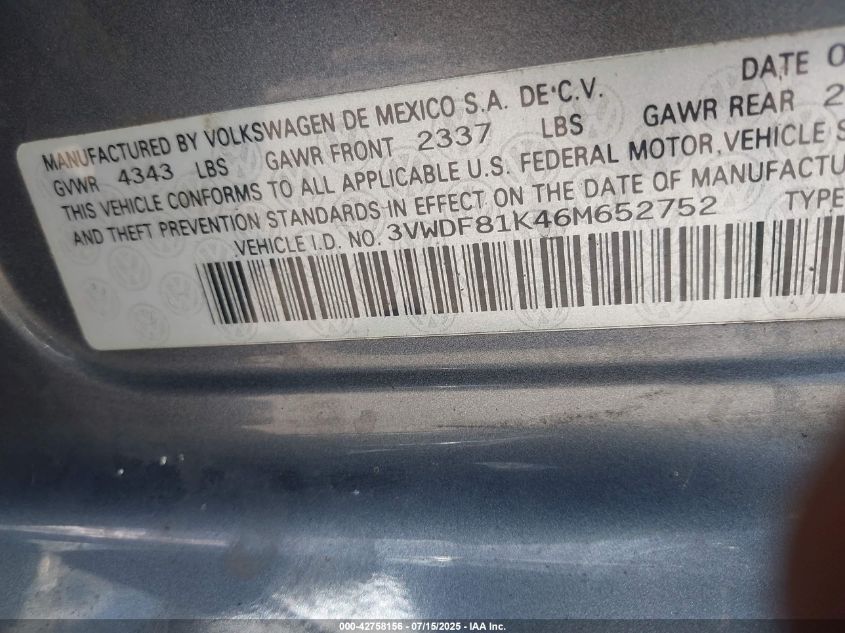 DATE 0
MANUFACTURED BY VOLKSWAGEN DE MEXICO S.A. DE C.V.
GVWR 4343 LBS GAWR FRONT 2337 LBS GAWR REAR 2
THIS VEHICLE CONFORMS TO ALL APPLICABLE U.S. FEDERAL MOTOR VEHICLE S
AND THEFT PREVENTION STANDARDS IN EFFECT ON THE DATE OF MANUFACTU
VEHICLE I.D. NO. 3VWDF81K46M652752 TYPE
000-42758156 - 07/15/2025 - IAA Inc.